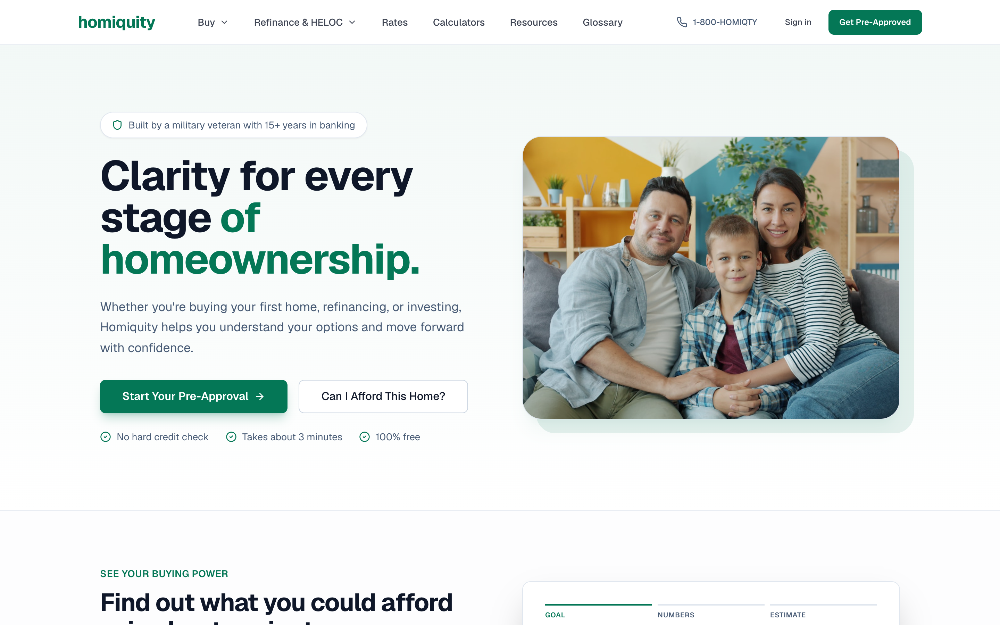 homiquity
Buy
Refinance & HELOC
Rates
Calculators
Resources
Glossary
1-800-HOMIQTY
Sign in
Get Pre-Approved
Built by a military veteran with 15+ years in banking
Clarity for every
stage of
homeownership.
Whether you're buying your first home, refinancing, or investing,
Homiquity helps you understand your options and move forward
with confidence.
Start Your Pre-Approval
Can I Afford This Home?
No hard credit check
Takes about 3 minutes
100% free
SEE YOUR BUYING POWER
Find out what you could afford
GOAL
NUMBERS
ESTIMATE